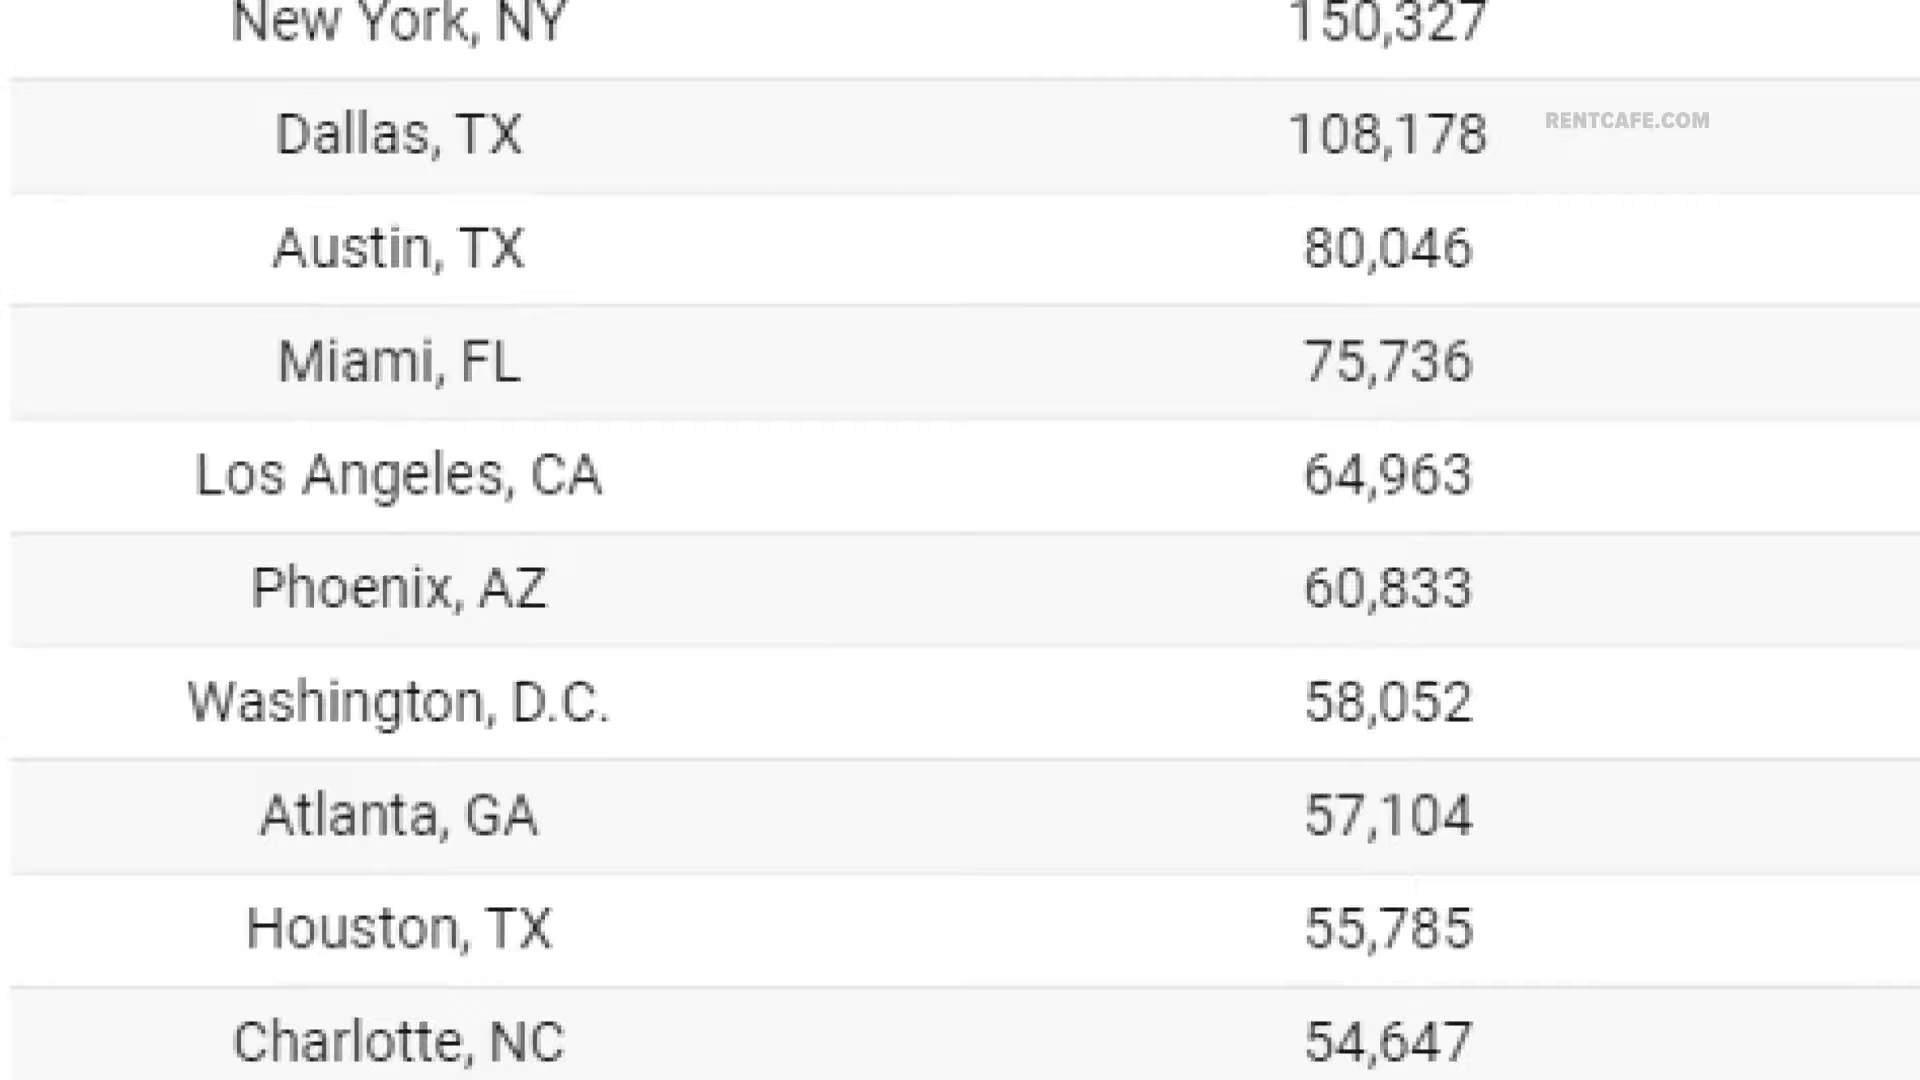 New York, NY 150,327
Dallas, TX 108,178 RENTCAFE.COM
Austin, TX 80,046
Miami, FL 75,736
Los Angeles, CA 64,963
Phoenix, AZ 60,833
Washington, D.C. 58,052
Atlanta, GA 57,104
Houston, TX 55,785
Charlotte, NC 54,647